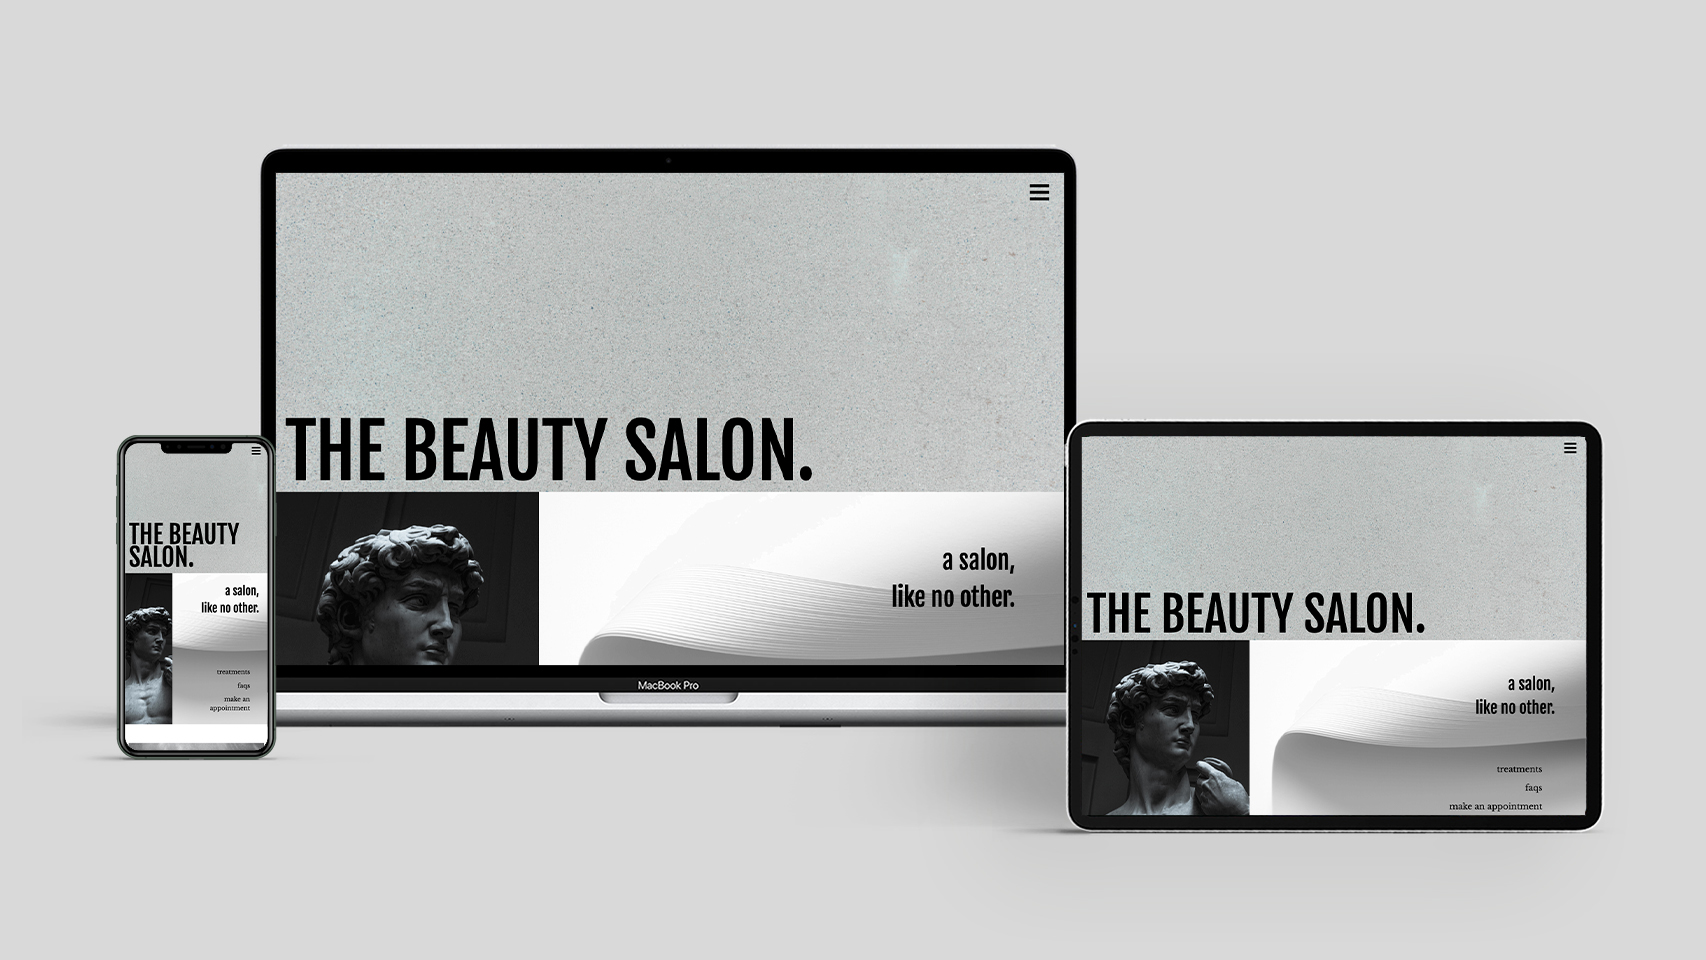 THE BEAUTY SALON.
a salon,
like no other.
MacBook Pro
THE BEAUTY
SALON.
a salon,
like no other.
treatments
faqs
make an
appointment
THE BEAUTY SALON.
a salon,
like no other.
treatments
faqs
make an appointment